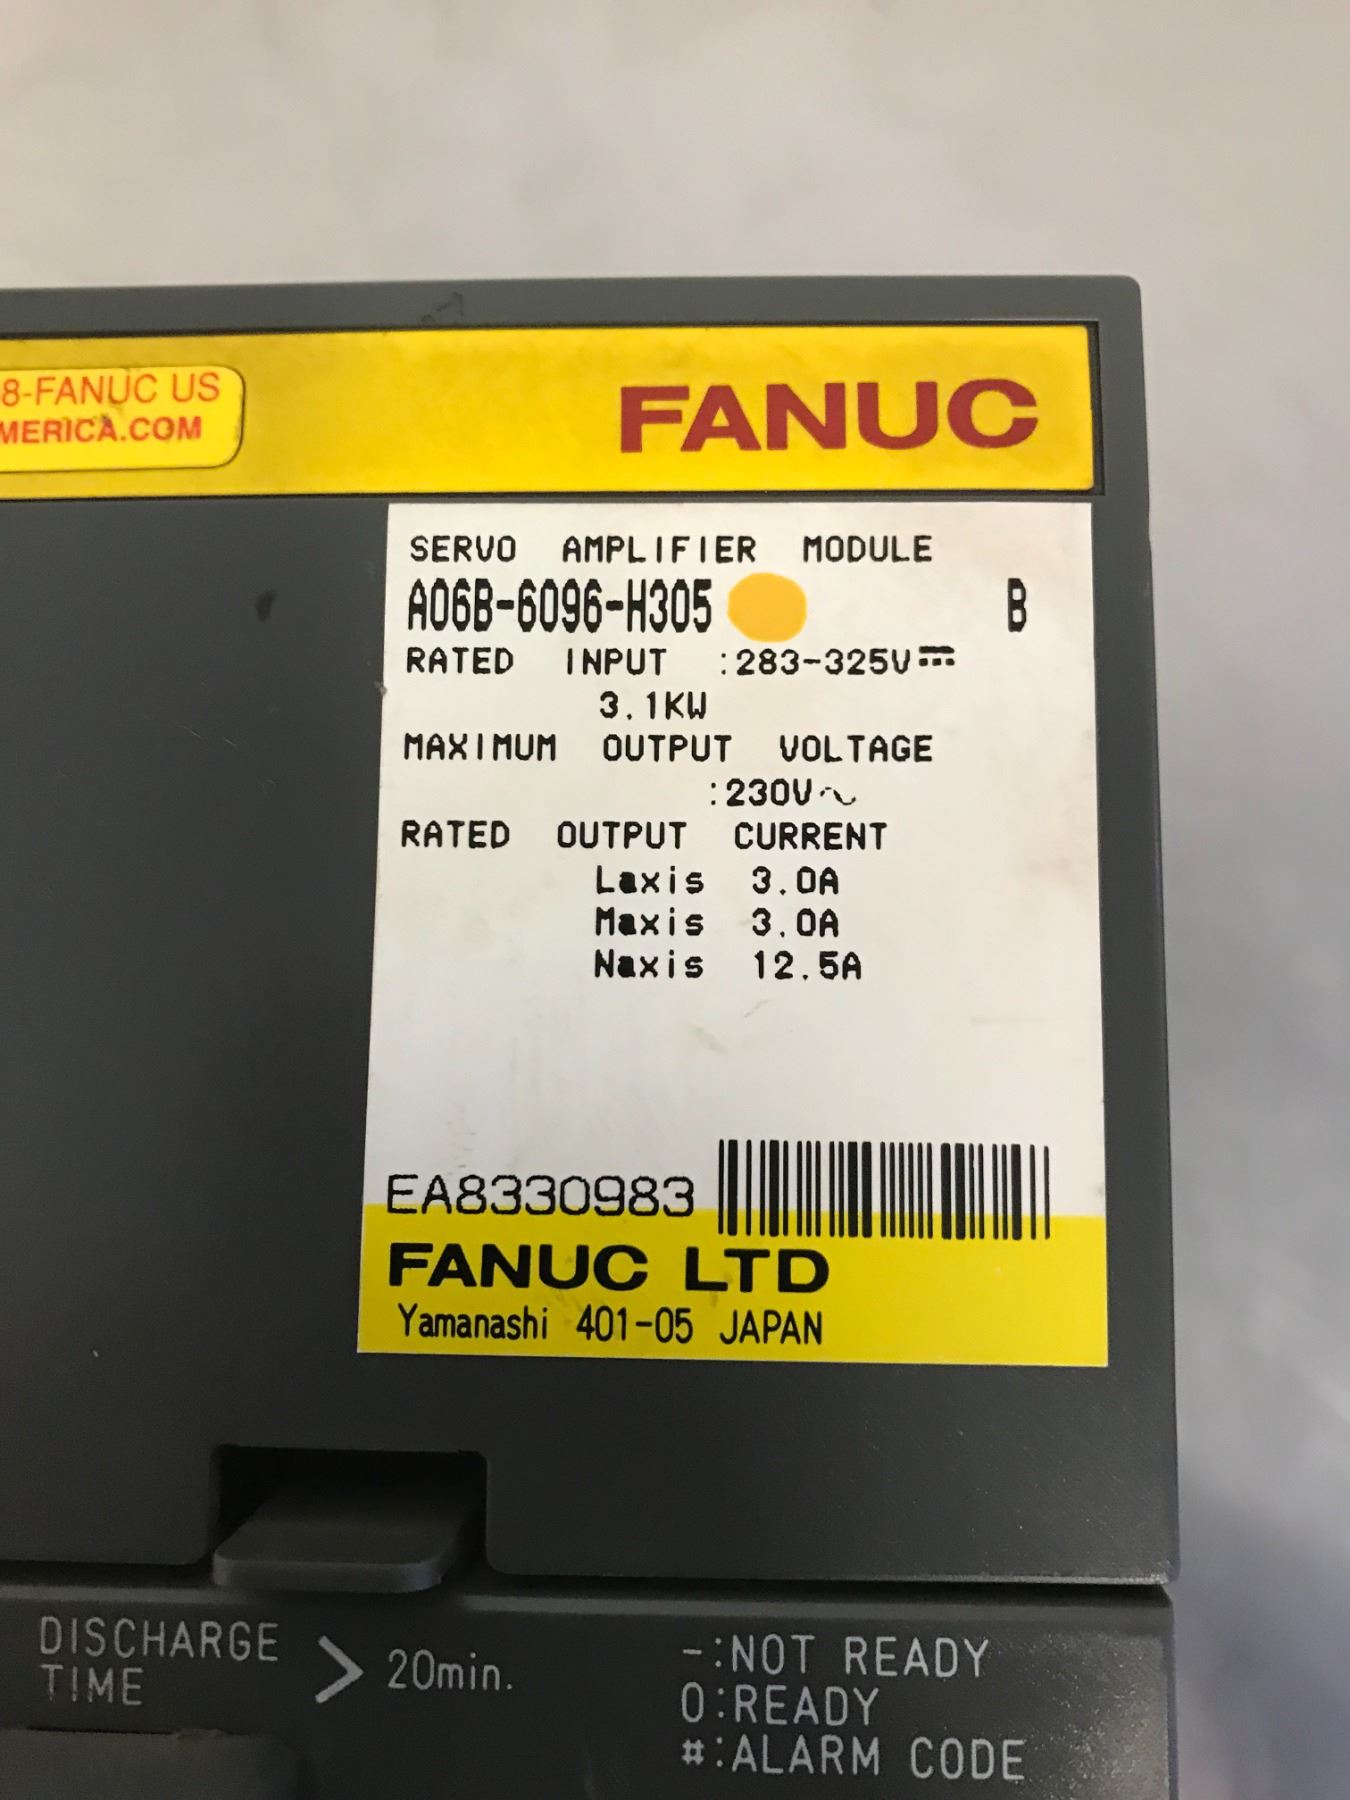 8-FANUC US
MERICA.COM
FANUC
SERVO AMPLIFIER MODULE
A06B-6096-H305 B
RATED INPUT :283-325V⎓
3.1KW
MAXIMUM OUTPUT VOLTAGE
:230V~
RATED OUTPUT CURRENT
Laxis 3.0A
Maxis 3.0A
Naxis 12.5A
EA8330983
FANUC LTD
Yamanashi 401-05 JAPAN
DISCHARGE
TIME > 20min.
-:NOT READY
0:READY
#:ALARM CODE